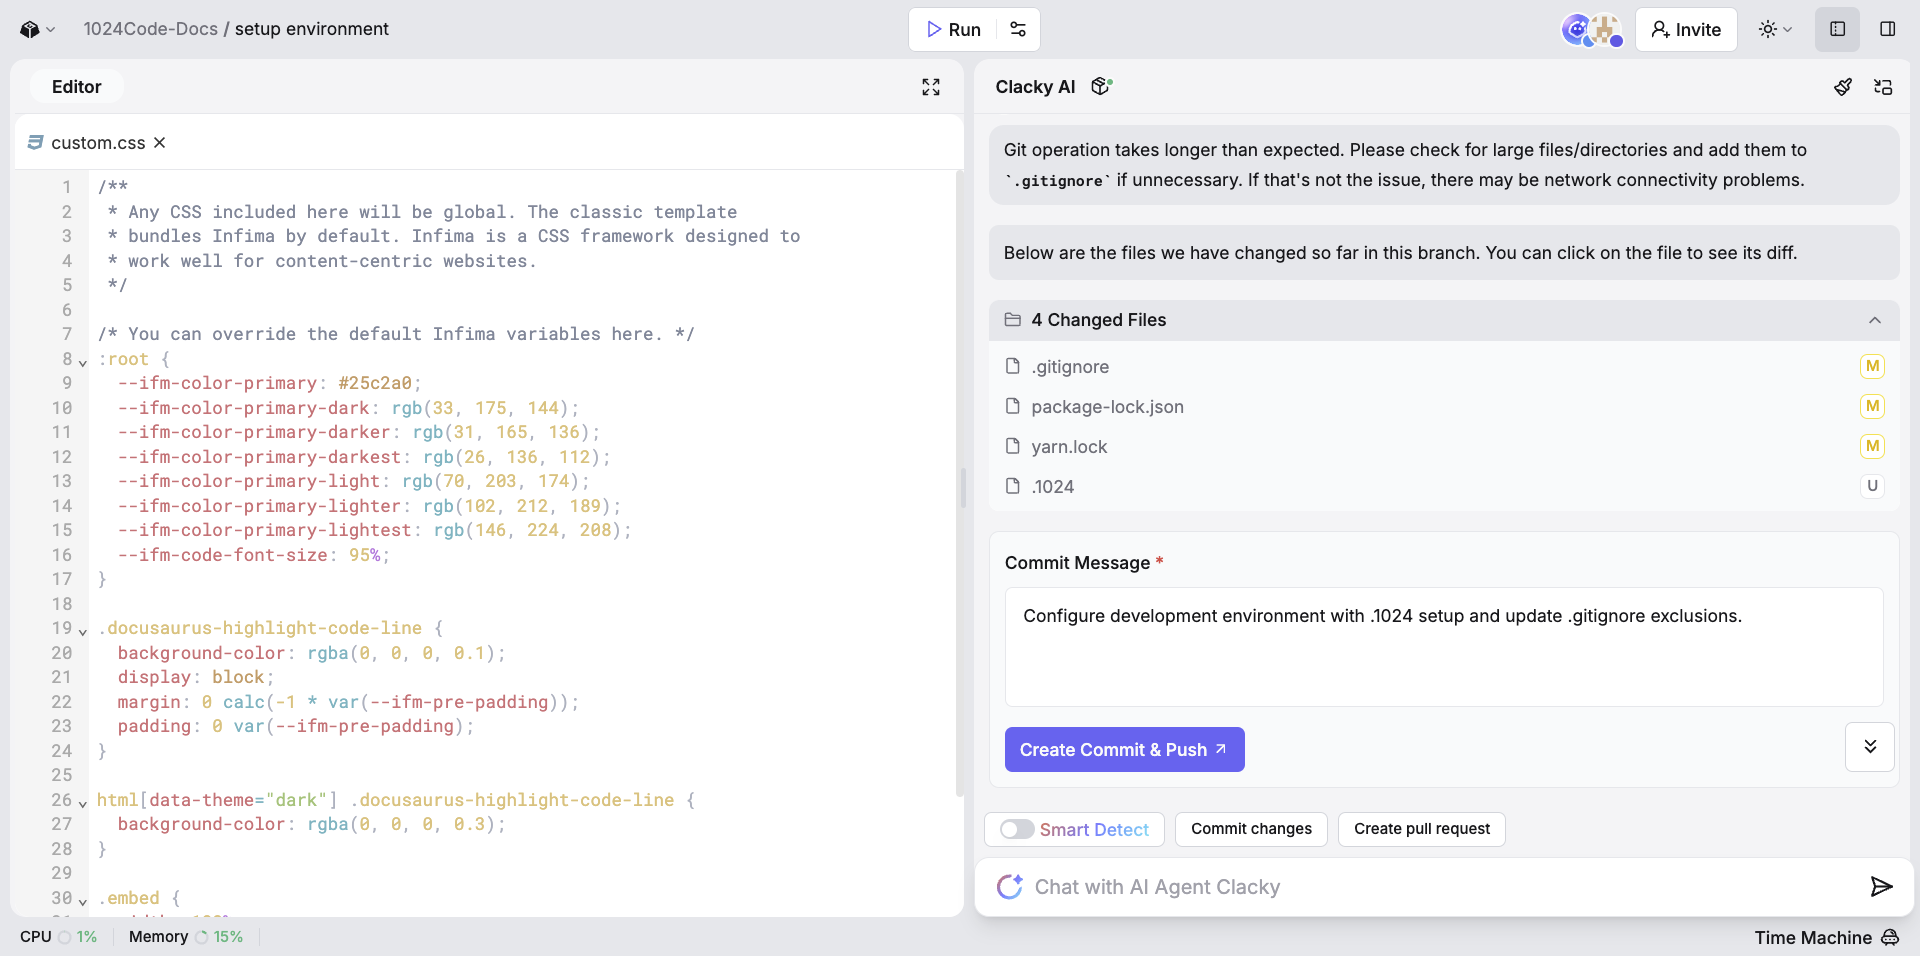 1024Code-Docs / setup environment
Run
Invite
Editor
custom.css
1 /**
2  * Any CSS included here will be global. The classic template
3  * bundles Infima by default. Infima is a CSS framework designed to
4  * work well for content-centric websites.
5  */
6
7 /* You can override the default Infima variables here. */
8 :root {
9   --ifm-color-primary: #25c2a0;
10   --ifm-color-primary-dark: rgb(33, 175, 144);
11   --ifm-color-primary-darker: rgb(31, 165, 136);
12   --ifm-color-primary-darkest: rgb(26, 136, 112);
13   --ifm-color-primary-light: rgb(70, 203, 174);
14   --ifm-color-primary-lighter: rgb(102, 212, 189);
15   --ifm-color-primary-lightest: rgb(146, 224, 208);
16   --ifm-code-font-size: 95%;
17 }
18
19 .docusaurus-highlight-code-line {
20   background-color: rgba(0, 0, 0, 0.1);
21   display: block;
22   margin: 0 calc(-1 * var(--ifm-pre-padding));
23   padding: 0 var(--ifm-pre-padding);
24 }
25
26 html[data-theme="dark"] .docusaurus-highlight-code-line {
27   background-color: rgba(0, 0, 0, 0.3);
28 }
29
30 .embed {
Clacky AI
Git operation takes longer than expected. Please check for large files/directories and add them to
`.gitignore` if unnecessary. If that's not the issue, there may be network connectivity problems.
Below are the files we have changed so far in this branch. You can click on the file to see its diff.
4 Changed Files
.gitignore M
package-lock.json M
yarn.lock M
.1024 U
Commit Message *
Configure development environment with .1024 setup and update .gitignore exclusions.
Create Commit & Push
Smart Detect
Commit changes
Create pull request
Chat with AI Agent Clacky
CPU 1%
Memory 15%
Time Machine